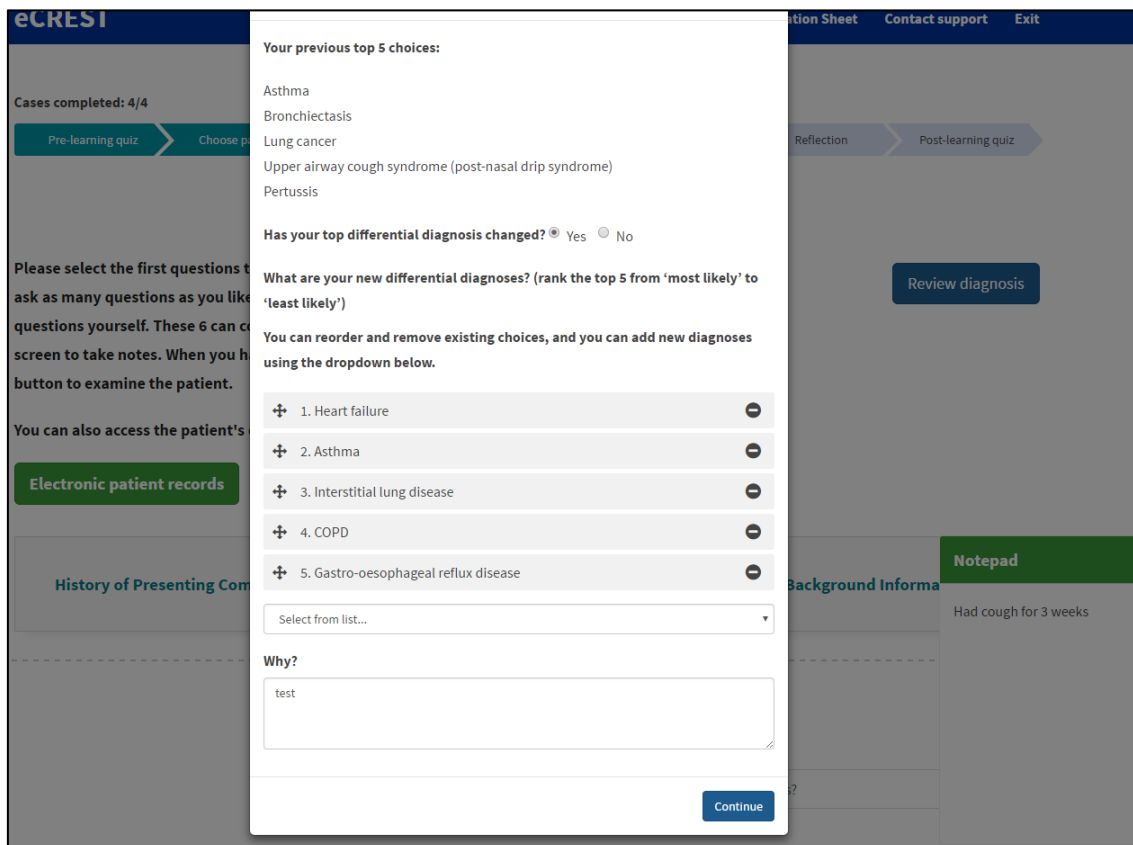 eCREST
ation Sheet
Contact support
Exit
Cases completed: 4/4
Pre-learning quiz
Choose pa
Reflection
Post-learning quiz
Please select the first questions t
ask as many questions as you like
questions yourself. These 6 can co
screen to take notes. When you ha
button to examine the patient.
You can also access the patient's
Electronic patient records
Review diagnosis
History of Presenting Com
Background Informa
Notepad
Had cough for 3 weeks
s?
Your previous top 5 choices:
Asthma
Bronchiectasis
Lung cancer
Upper airway cough syndrome (post-nasal drip syndrome)
Pertussis
Has your top differential diagnosis changed? Yes No
What are your new differential diagnoses? (rank the top 5 from ‘most likely’ to
‘least likely’)
You can reorder and remove existing choices, and you can add new diagnoses
using the dropdown below.
1. Heart failure
2. Asthma
3. Interstitial lung disease
4. COPD
5. Gastro-oesophageal reflux disease
Select from list...
Why?
test
Continue